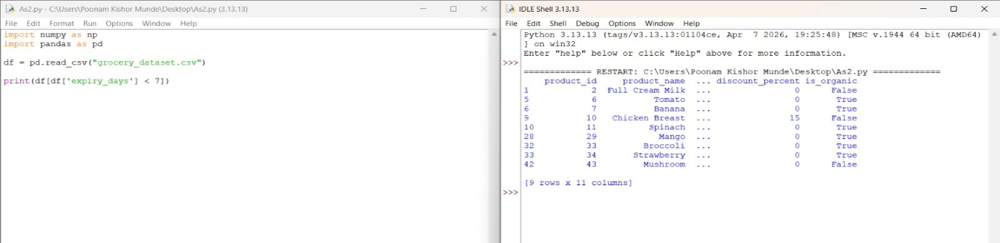 As2.py - C:\Users\Poonam Kishor Munde\Desktop\As2.py (3.13.13)
File Edit Format Run Options Window Help
import numpy as np
import pandas as pd
df = pd.read_csv("grocery_dataset.csv")
print(df[df['expiry_days'] < 7])
IDLE Shell 3.13.13
File Edit Shell Debug Options Window Help
Python 3.13.13 (tags/v3.13.13:01104ce, Apr  7 2026, 19:25:48) [MSC v.1944 64 bit (AMD64)
] on win32
Enter "help" below or click "Help" above for more information.
>>>
============= RESTART: C:\Users\Poonam Kishor Munde\Desktop\As2.py =============
    product_id     product_name  ... discount_percent is_organic
1            2  Full Cream Milk  ...                0      False
5            6           Tomato  ...                0       True
6            7           Banana  ...                0       True
9           10   Chicken Breast  ...               15      False
10          11          Spinach  ...                0       True
28          29            Mango  ...                0       True
32          33         Broccoli  ...                0       True
33          34       Strawberry  ...                0       True
42          43         Mushroom  ...                0      False
[9 rows x 11 columns]
>>>